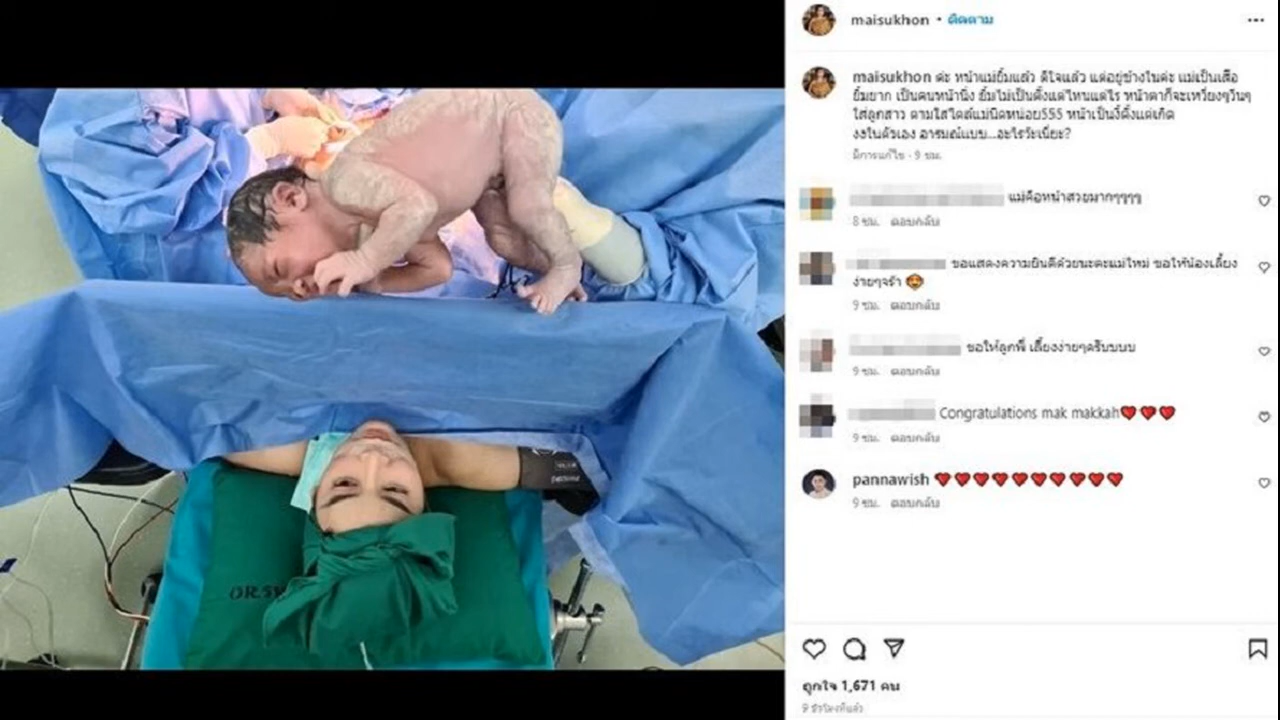 maisukhon • ติดตาม
maisukhon ค่ะ หน้าแม่ยิ้มแล้ว ดีใจแล้ว แต่อยู่ข้างในค่ะ แม่เป็นเสือ
ยิ้มยาก เป็นคนหน้านิ่ง ยิ้มไม่เป็นตั้งแต่ไหนแต่ไร หน้าตาก็จะเหวี่ยงๆวีนๆ
ใส่ลูกสาว ตามสไตล์แม่นิดหน่อย555 หน้าเป็นงี้ตั้งแต่เกิด
งงในตัวเอง อารมณ์แบบ...อะไรวะเนี่ยะ?
มีการแก้ไข · 9 ชม.
แม่คือหน้าสวยมากๆๆๆๆ
8 ชม. ตอบกลับ
ขอแสดงความยินดีด้วยนะคะแม่ใหม่ ขอให้น้องเลี้ยง
ง่ายๆจร้า 😍
9 ชม. ตอบกลับ
ขอให้ลูกพี่ เลี้ยงง่ายๆครับบบบ
9 ชม. ตอบกลับ
Congratulations mak makkah❤️❤️❤️
9 ชม. ตอบกลับ
pannawish ❤️❤️❤️❤️❤️❤️❤️❤️❤️❤️
9 ชม. ตอบกลับ
ถูกใจ 1,671 คน
9 ชั่วโมงที่แล้ว